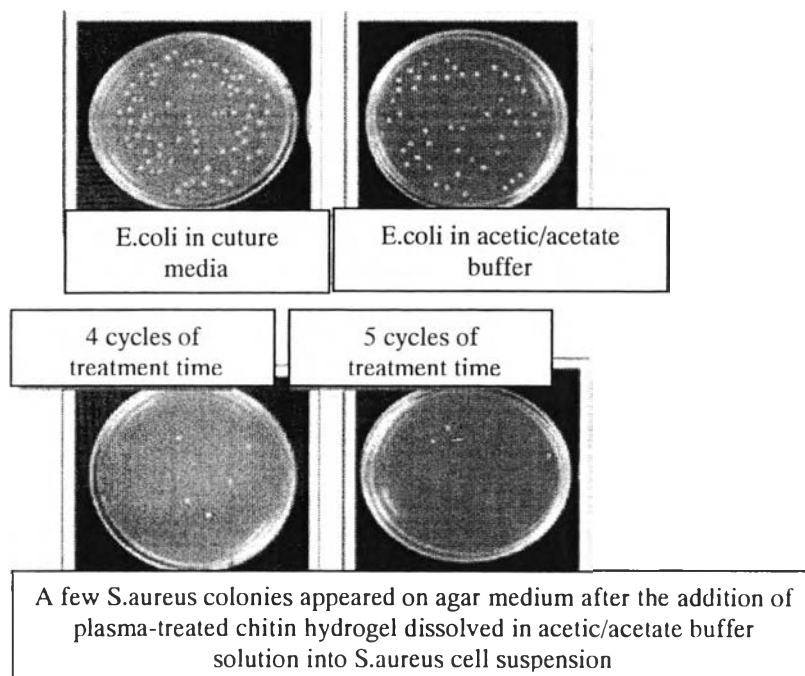 E.coli in cuture
media
E.coli in acetic/acetate
buffer
4 cycles of
treatment time
5 cycles of
treatment time
A few S.aureus colonies appeared on agar medium after the addition of
plasma-treated chitin hydrogel dissolved in acetic/acetate buffer
solution into S.aureus cell suspension